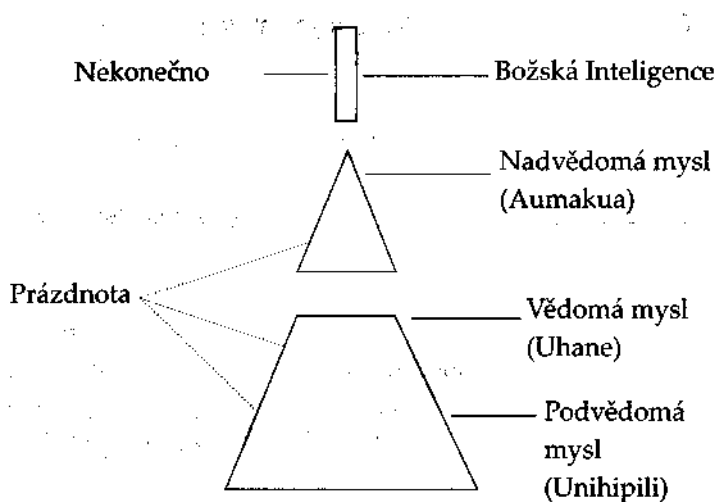 Nekonečno
Božská Inteligence
Nadvědomá mysl
(Aumakua)
Prázdnota
Vědomá mysl
(Uhane)
Podvědomá
mysl
(Unihipili)